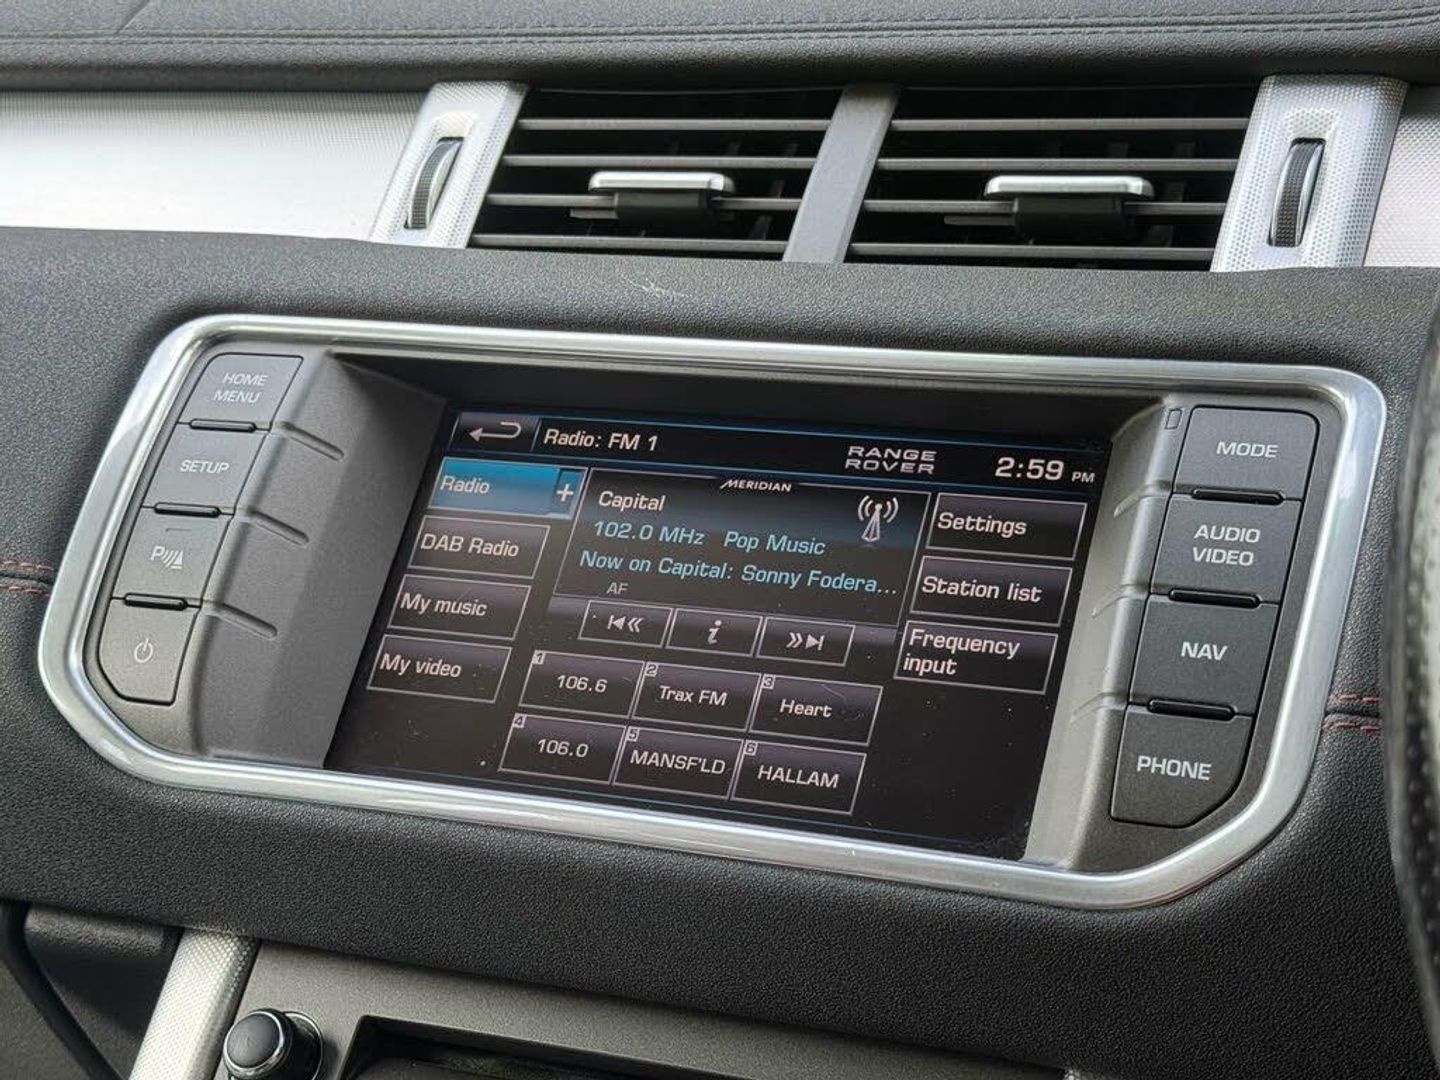 HOME
MENU
SETUP
P
Radio: FM 1
RANGE
ROVER
2:59 PM
Radio +
DAB Radio
My music
My video
MERIDIAN
Capital
102.0 MHz Pop Music
Now on Capital: Sonny Fodera...
AF
i
1 106.6
2 Trax FM
3 Heart
4 106.0
5 MANSF'LD
6 HALLAM
Settings
Station list
Frequency
input
MODE
AUDIO
VIDEO
NAV
PHONE